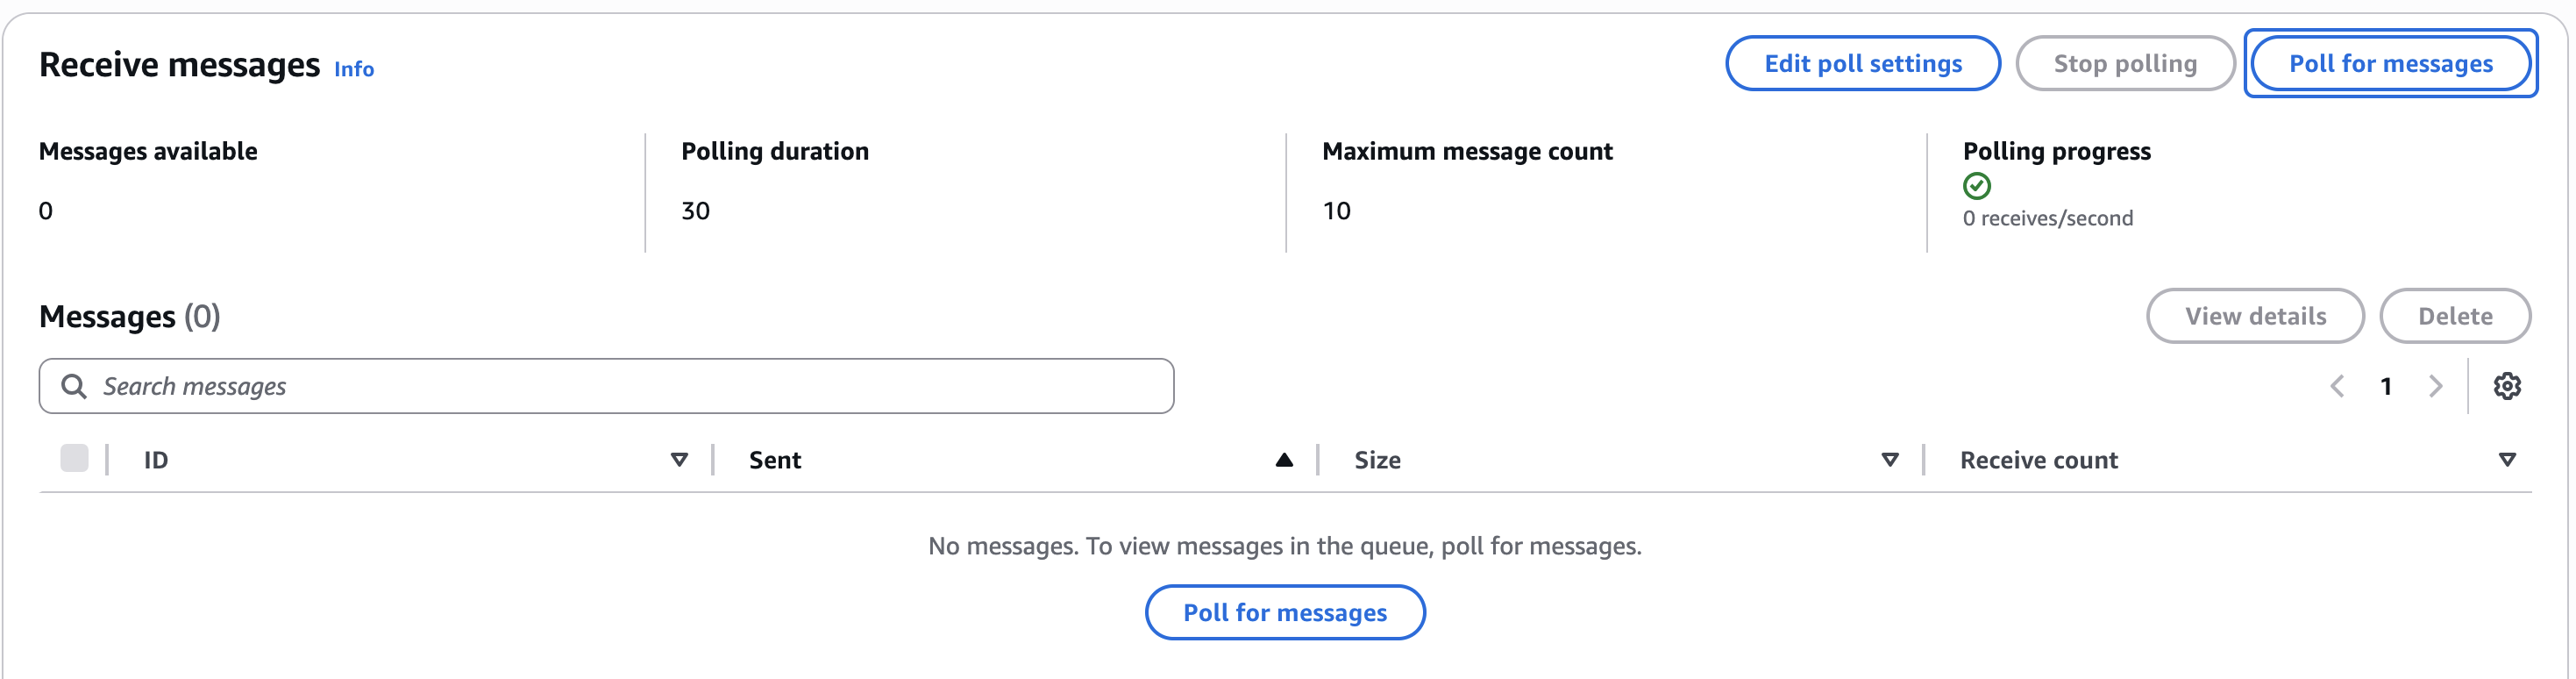 Receive messages Info
Edit poll settings
Stop polling
Poll for messages
Messages available
0
Polling duration
30
Maximum message count
10
Polling progress
0 receives/second
Messages (0)
View details
Delete
Search messages
1
ID
Sent
Size
Receive count
No messages. To view messages in the queue, poll for messages.
Poll for messages